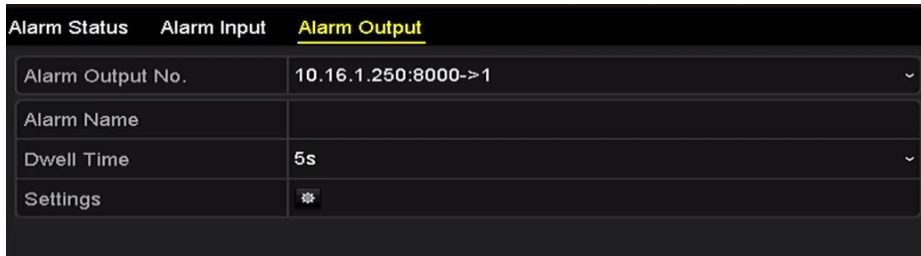 Alarm Status Alarm Input Alarm Output
Alarm Output No. 10.16.1.250:8000->1
Alarm Name
Dwell Time 5s
Settings